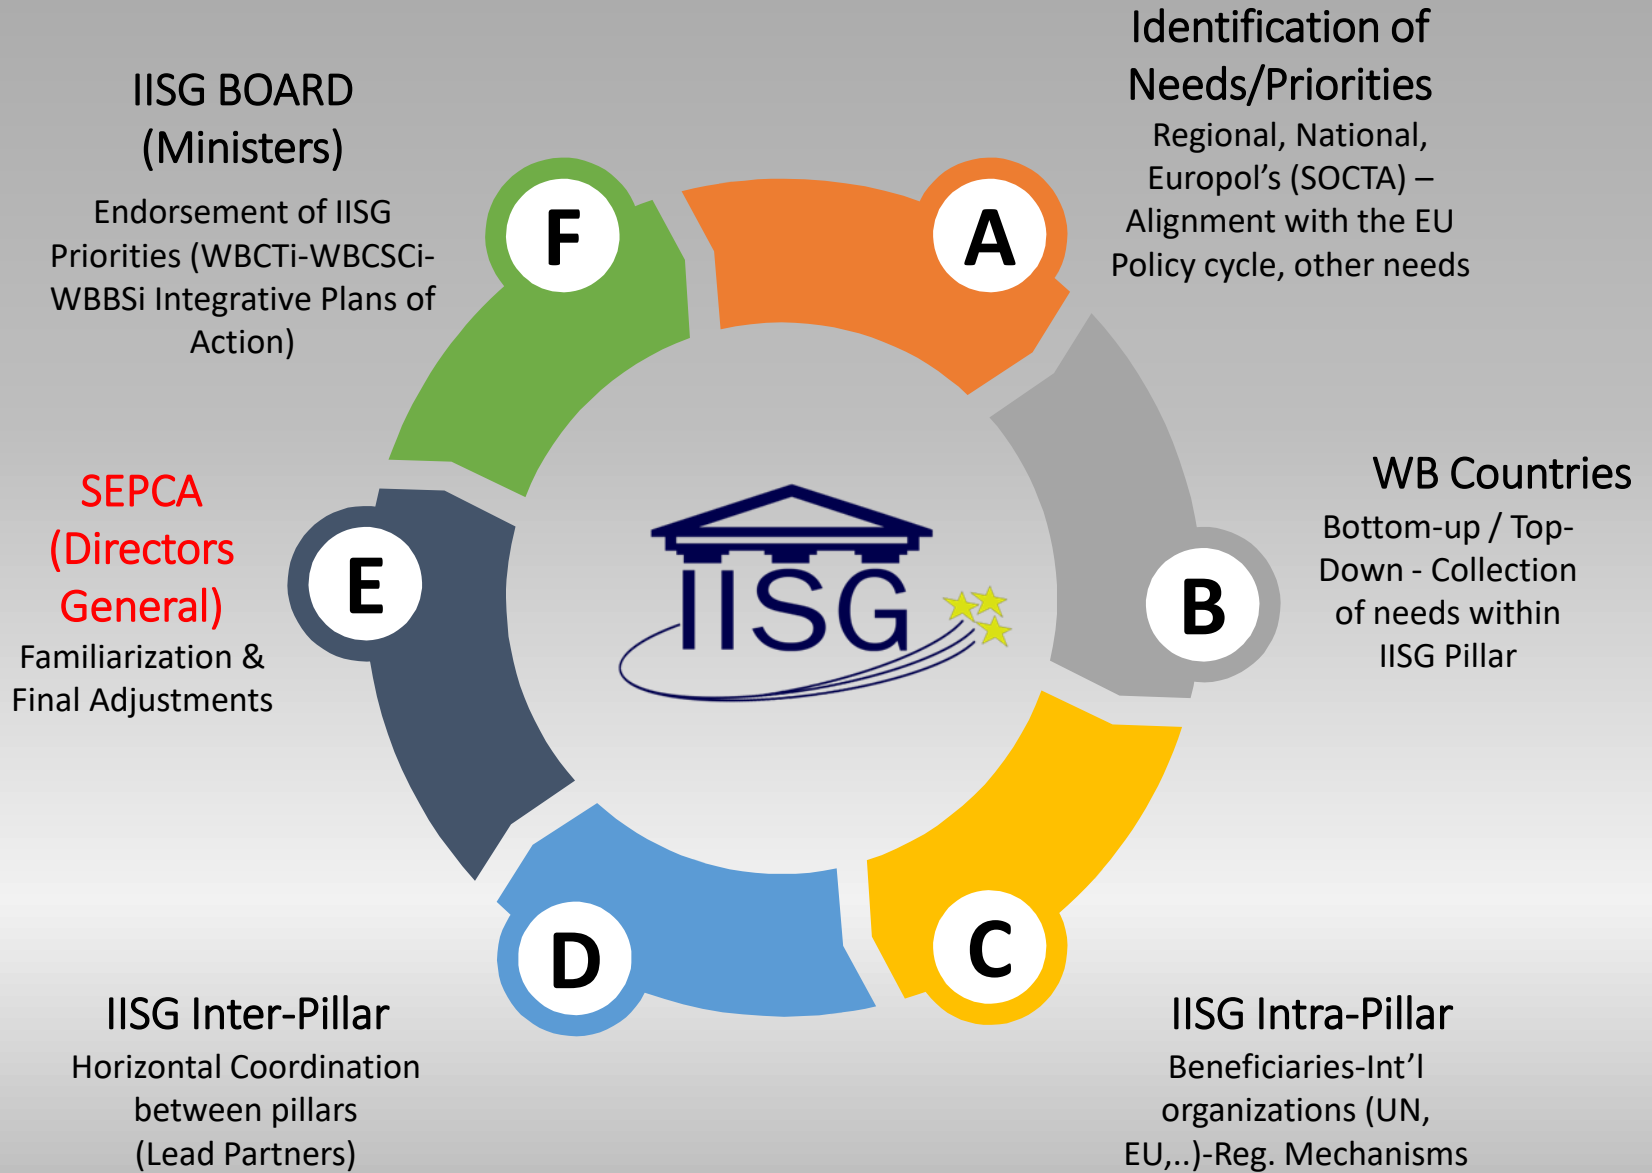 Identification of
Needs/Priorities
Regional, National,
Europol’s (SOCTA) –
Alignment with the EU
Policy cycle, other needs
A
WB Countries
Bottom-up / Top-
Down - Collection
of needs within
IISG Pillar
B
IISG Intra-Pillar
Beneficiaries-Int’l
organizations (UN,
EU,..)-Reg. Mechanisms
C
IISG Inter-Pillar
Horizontal Coordination
between pillars
(Lead Partners)
D
SEPCA
(Directors
General)
Familiarization &
Final Adjustments
E
IISG BOARD
(Ministers)
Endorsement of IISG
Priorities (WBCTi-WBCSCi-
WBBSi Integrative Plans of
Action)
F
IISG